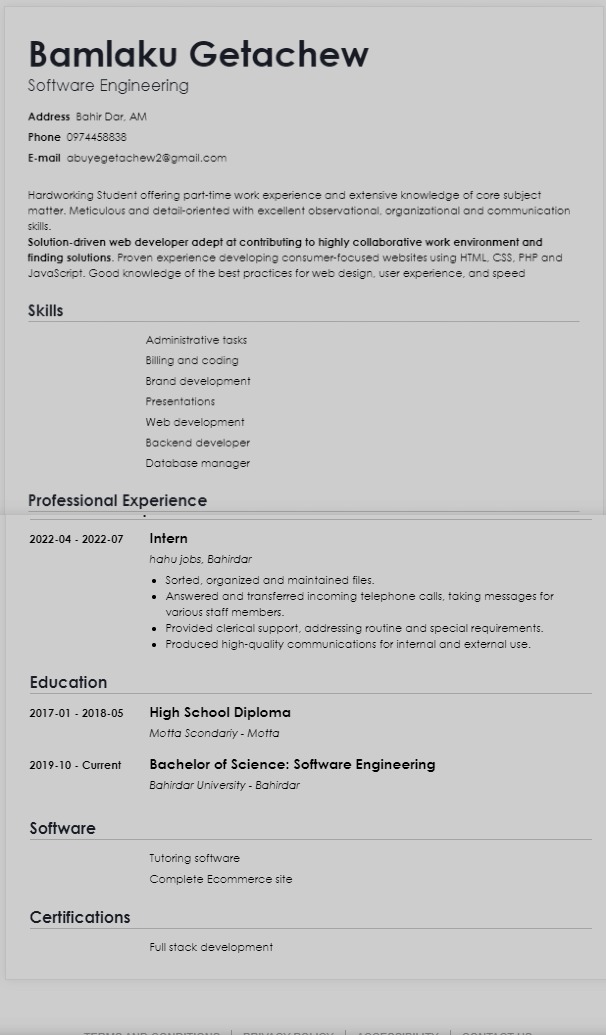 Bamlaku Getachew
Software Engineering
Address Bahir Dar, AM
Phone 0974458838
E-mail abuyegetachew2@gmail.com
Hardworking Student offering part-time work experience and extensive knowledge of core subject
matter. Meticulous and detail-oriented with excellent observational, organizational and communication
skills.
Solution-driven web developer adept at contributing to highly collaborative work environment and
finding solutions. Proven experience developing consumer-focused websites using HTML, CSS, PHP and
JavaScript. Good knowledge of the best practices for web design, user experience, and speed
Skills
Administrative tasks
Billing and coding
Brand development
Presentations
Web development
Backend developer
Database manager
Professional Experience
2022-04 - 2022-07 Intern
hahu jobs, Bahirdar
• Sorted, organized and maintained files.
• Answered and transferred incoming telephone calls, taking messages for
various staff members.
• Provided clerical support, addressing routine and special requirements.
• Produced high-quality communications for internal and external use.
Education
2017-01 - 2018-05 High School Diploma
Motta Scondariy - Motta
2019-10 - Current Bachelor of Science: Software Engineering
Bahirdar University - Bahirdar
Software
Tutoring software
Complete Ecommerce site
Certifications
Full stack development
TERMS AND CONDITIONS | PRIVACY POLICY | ACCESSIBILITY | CONTACT US